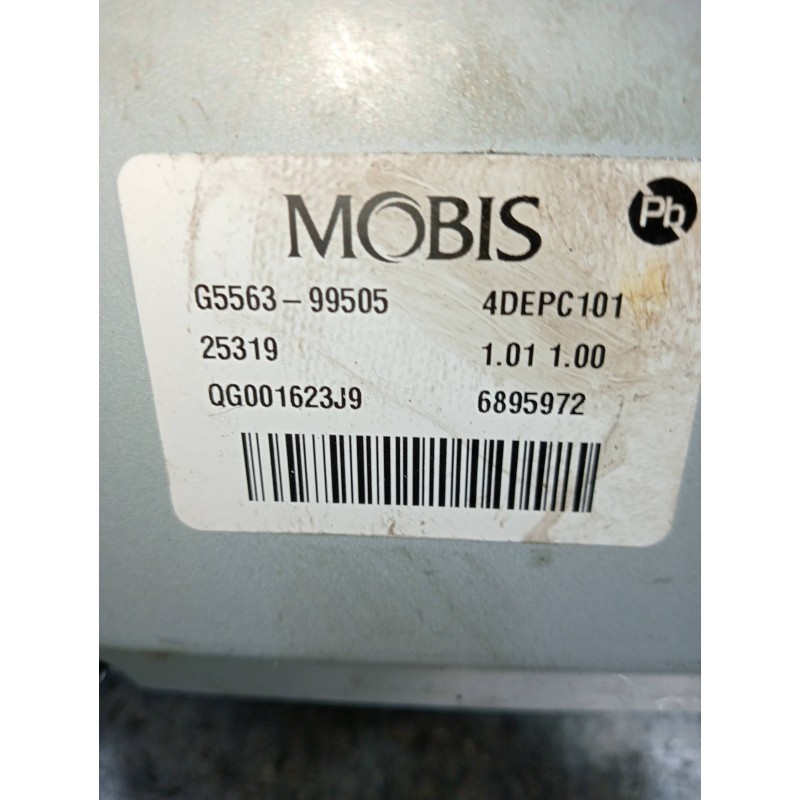 MOBIS
Pb
G5563-99505 4DEPC101
25319 1.01 1.00
QG001623J9 6895972